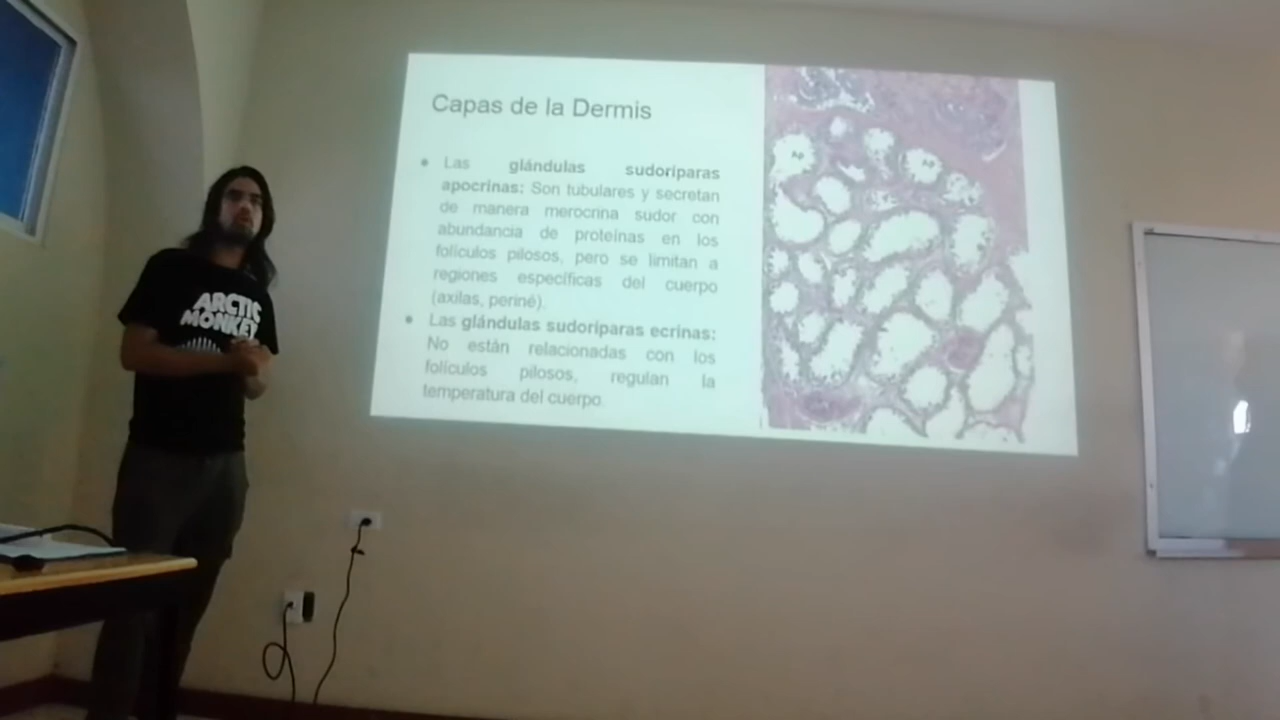 Capas de la Dermis
Las glándulas sudoríparas
apocrinas: Son tubulares y secretan
de manera merocrina sudor con
abundancia de proteínas en los
folículos pilosos, pero se limitan a
regiones específicas del cuerpo
(axilas, periné).
Las glándulas sudoríparas ecrinas:
No están relacionadas con los
folículos pilosos, regulan la
temperatura del cuerpo.
ARCTIC
MONKEY
Ap
Ap